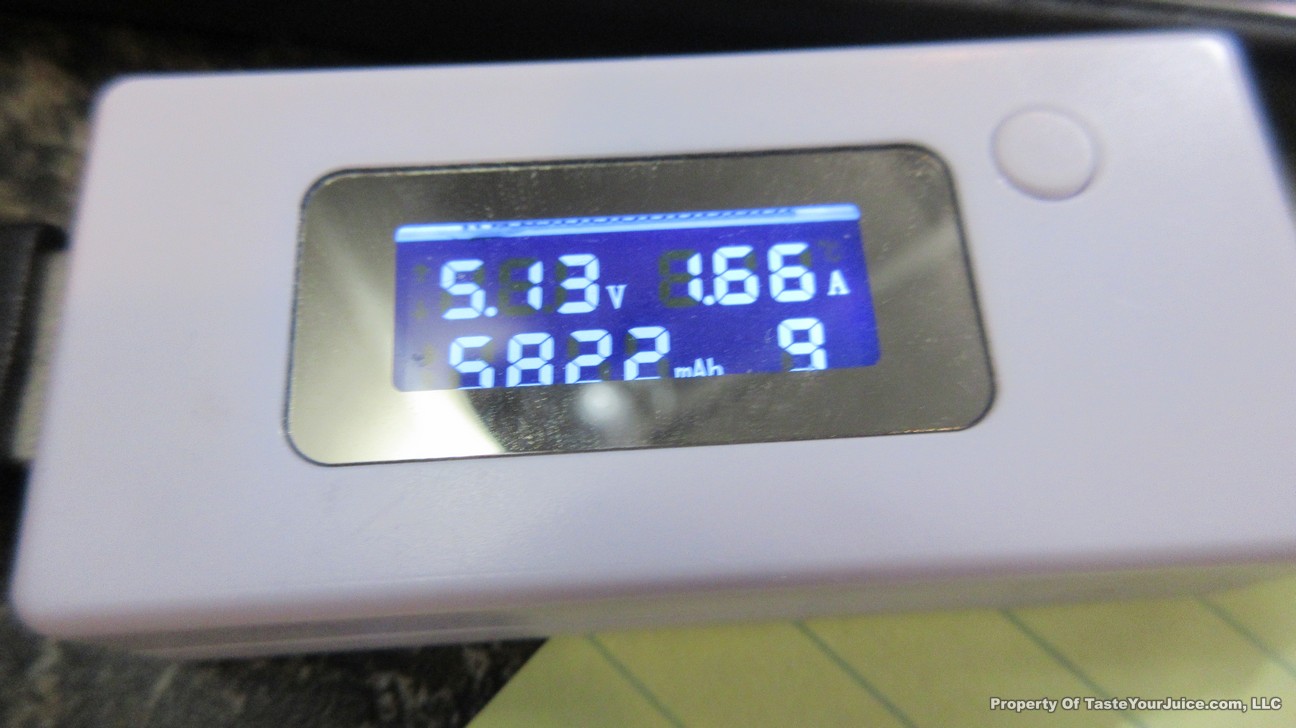 5.13V 1.66A
5822mAh 9
Property Of TasteYourJuice.com, LLC